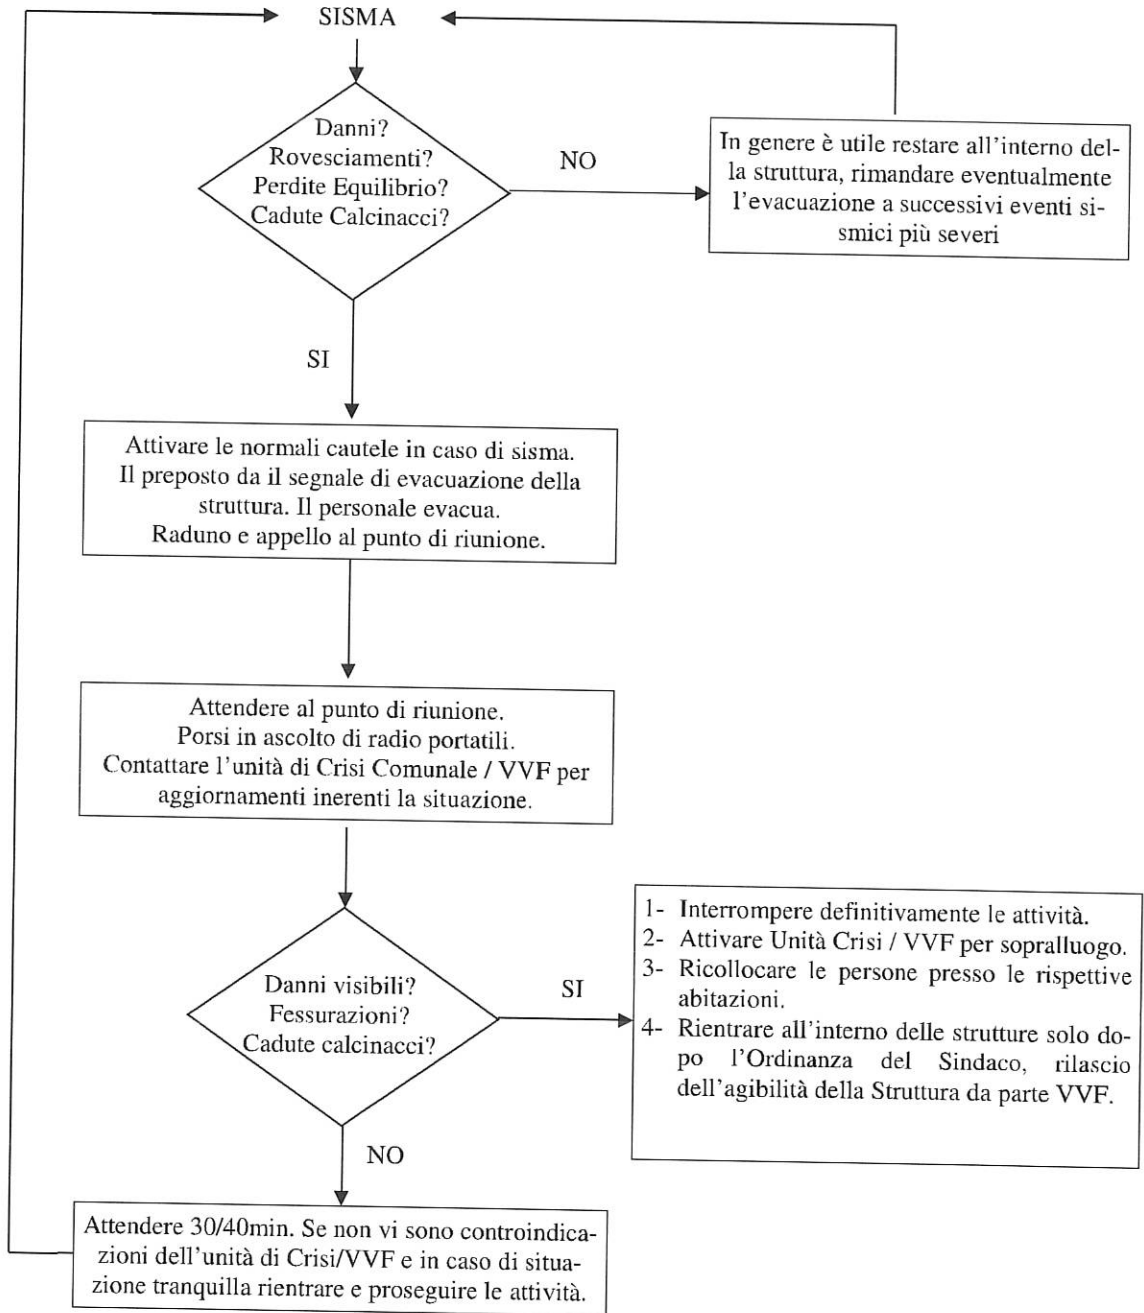 SISMA
Danni?
Rovesciamenti?
Perdite Equilibrio?
Cadute Calcinacci?
NO
In genere è utile restare all'interno del-
la struttura, rimandare eventualmente
l'evacuazione a successivi eventi si-
smici più severi
SI
Attivare le normali cautele in caso di sisma.
Il preposto da il segnale di evacuazione della
struttura. Il personale evacua.
Raduno e appello al punto di riunione.
Attendere al punto di riunione.
Porsi in ascolto di radio portatili.
Contattare l'unità di Crisi Comunale / VVF per
aggiornamenti inerenti la situazione.
Danni visibili?
Fessurazioni?
Cadute calcinacci?
SI
1- Interrompere definitivamente le attività.
2- Attivare Unità Crisi / VVF per sopralluogo.
3- Ricollocare le persone presso le rispettive
abitazioni.
4- Rientrare all'interno delle strutture solo do-
po l'Ordinanza del Sindaco, rilascio
dell'agibilità della Struttura da parte VVF.
NO
Attendere 30/40min. Se non vi sono controindica-
zioni dell'unità di Crisi/VVF e in caso di situa-
zione tranquilla rientrare e proseguire le attività.